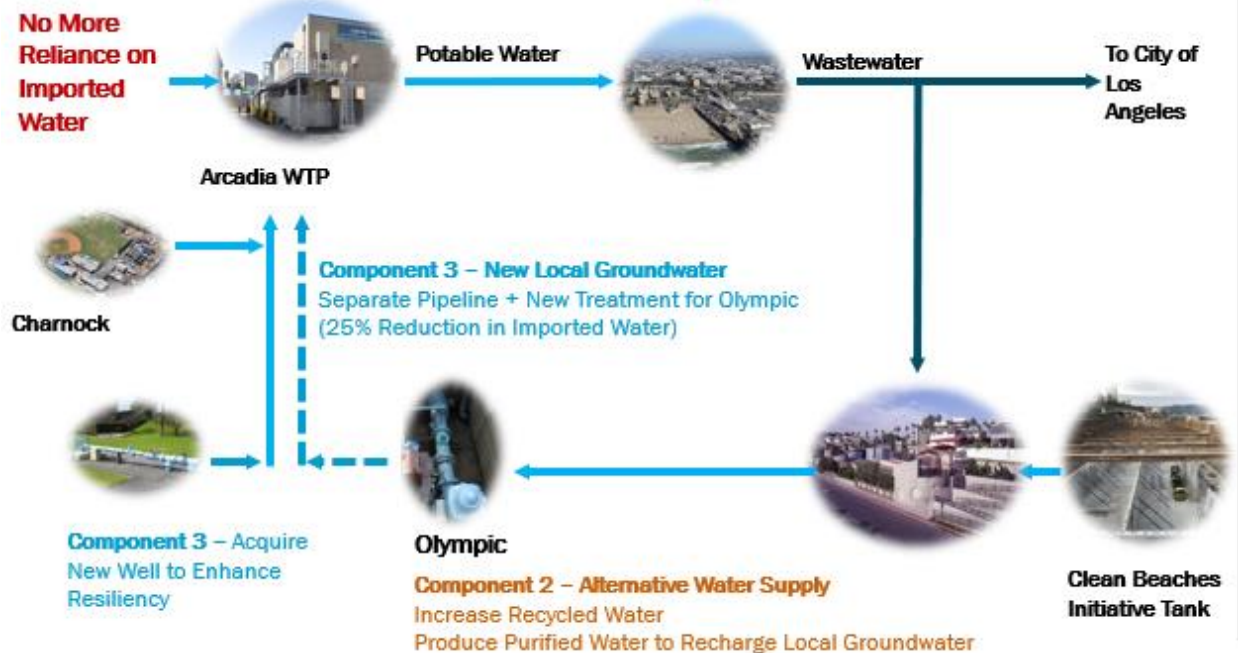 No More
Reliance on
Imported
Water
Potable Water
Wastewater
To City of
Los
Angeles
Arcadia WTP
Charnock
Component 3 – New Local Groundwater
Separate Pipeline + New Treatment for Olympic
(25% Reduction in Imported Water)
Component 3 – Acquire
New Well to Enhance
Resiliency
Olympic
Component 2 – Alternative Water Supply
Increase Recycled Water
Produce Purified Water to Recharge Local Groundwater
Clean Beaches
Initiative Tank